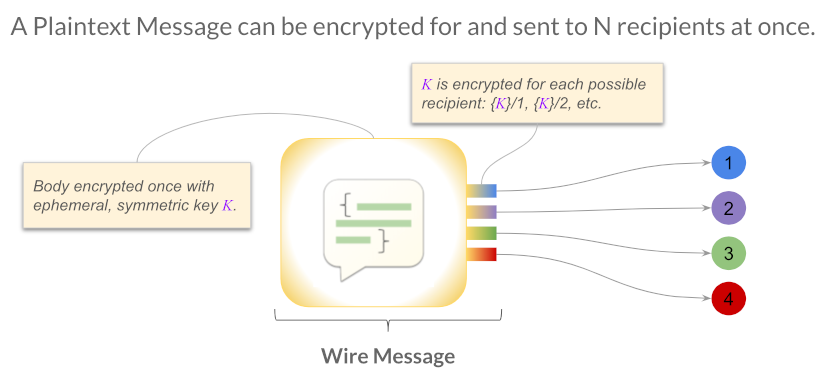 A Plaintext Message can be encrypted for and sent to N recipients at once.
K is encrypted for each possible
recipient: {K}/1, {K}/2, etc.
Body encrypted once with
ephemeral, symmetric key K.
{
}
1
2
3
4
Wire Message